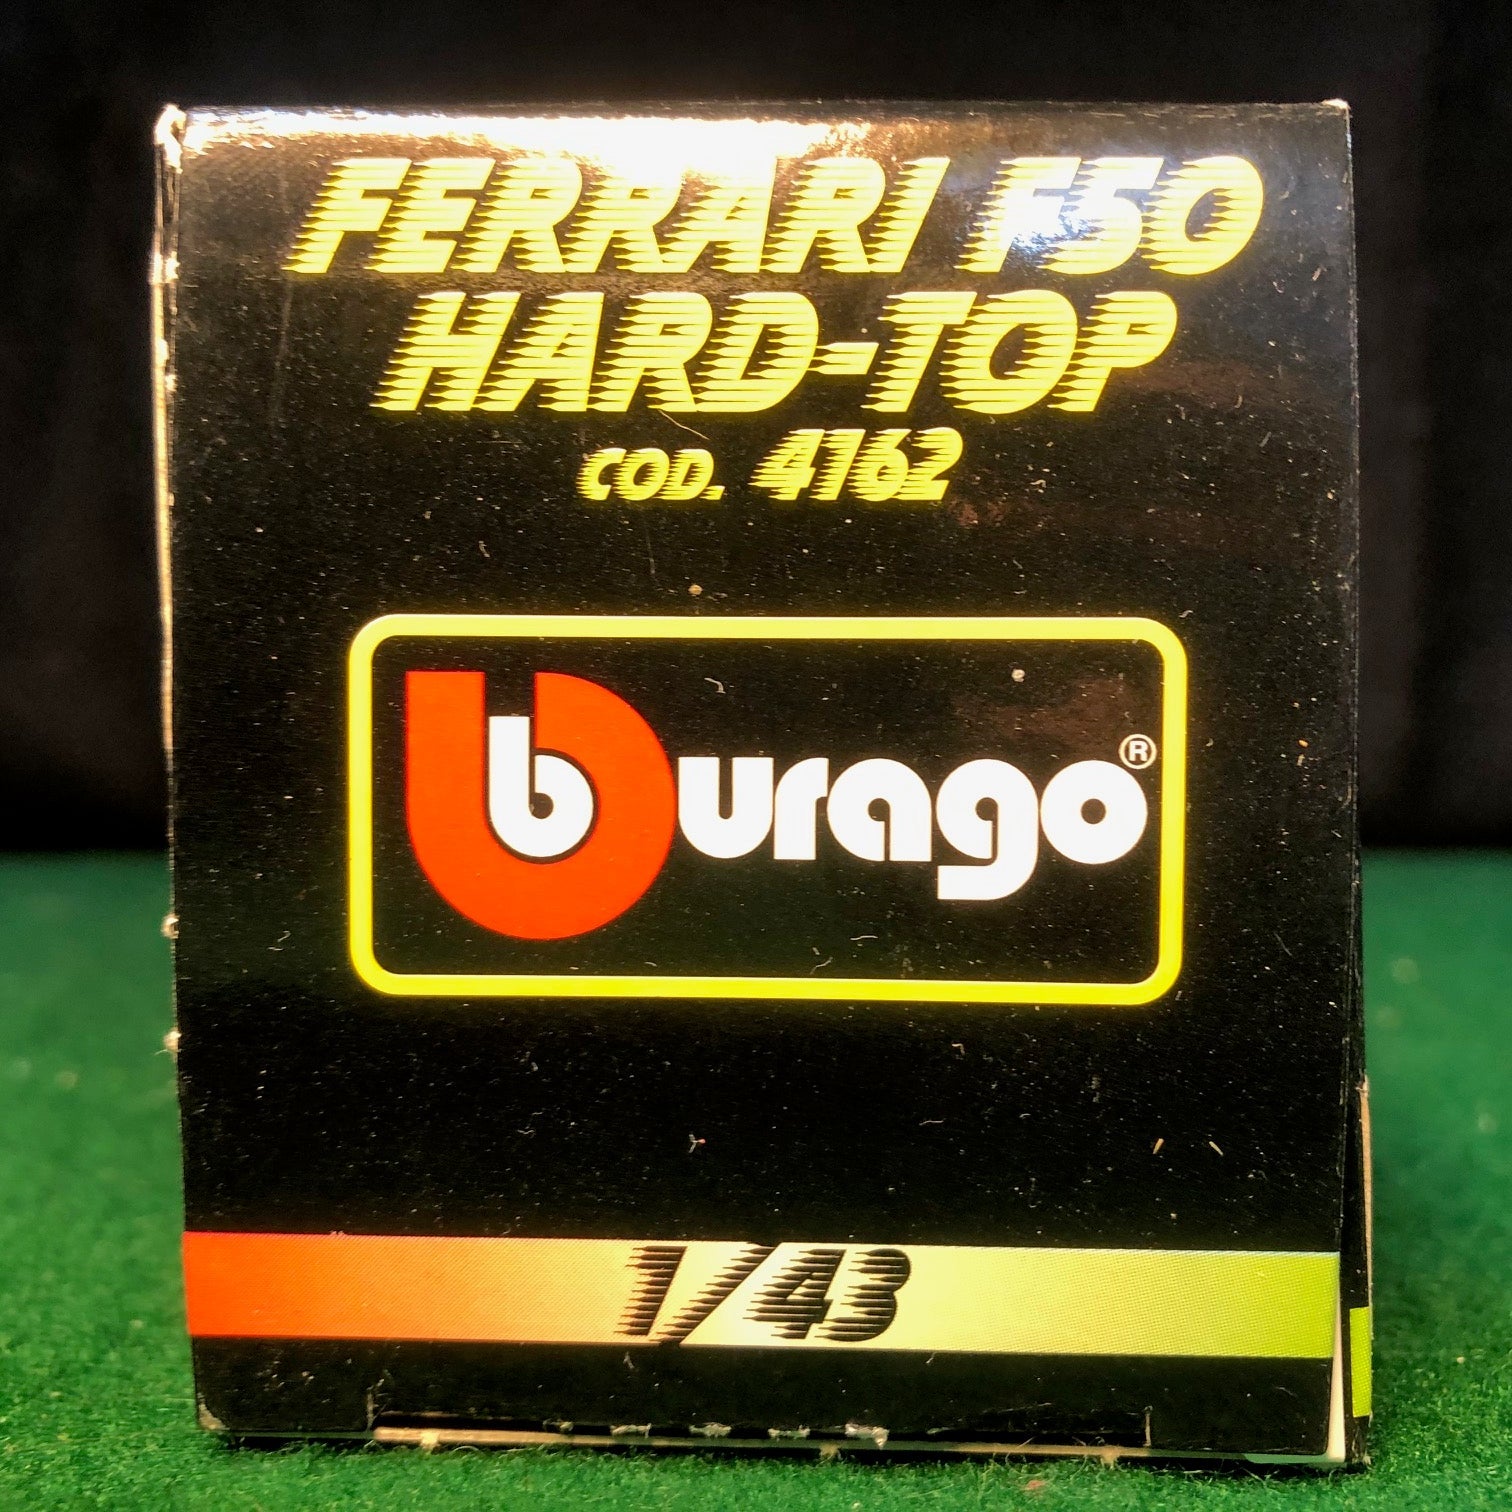 FERRARI F50
HARD-TOP
COD. 4162
burago®
1/43